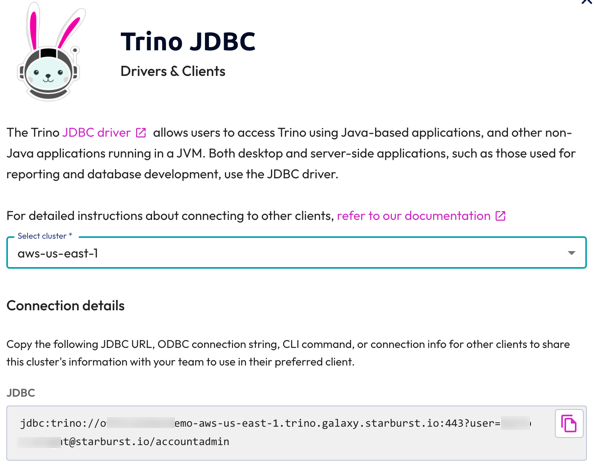 Trino JDBC
Drivers & Clients
The Trino JDBC driver allows users to access Trino using Java-based applications, and other non-
Java applications running in a JVM. Both desktop and server-side applications, such as those used for
reporting and database development, use the JDBC driver.
For detailed instructions about connecting to other clients, refer to our documentation
Select cluster *
aws-us-east-1
Connection details
Copy the following JDBC URL, ODBC connection string, CLI command, or connection info for other clients to share
this cluster's information with your team to use in their preferred client.
JDBC
jdbc:trino://o emo-aws-us-east-1.trino.galaxy.starburst.io:443?user=
t@starburst.io/accountadmin